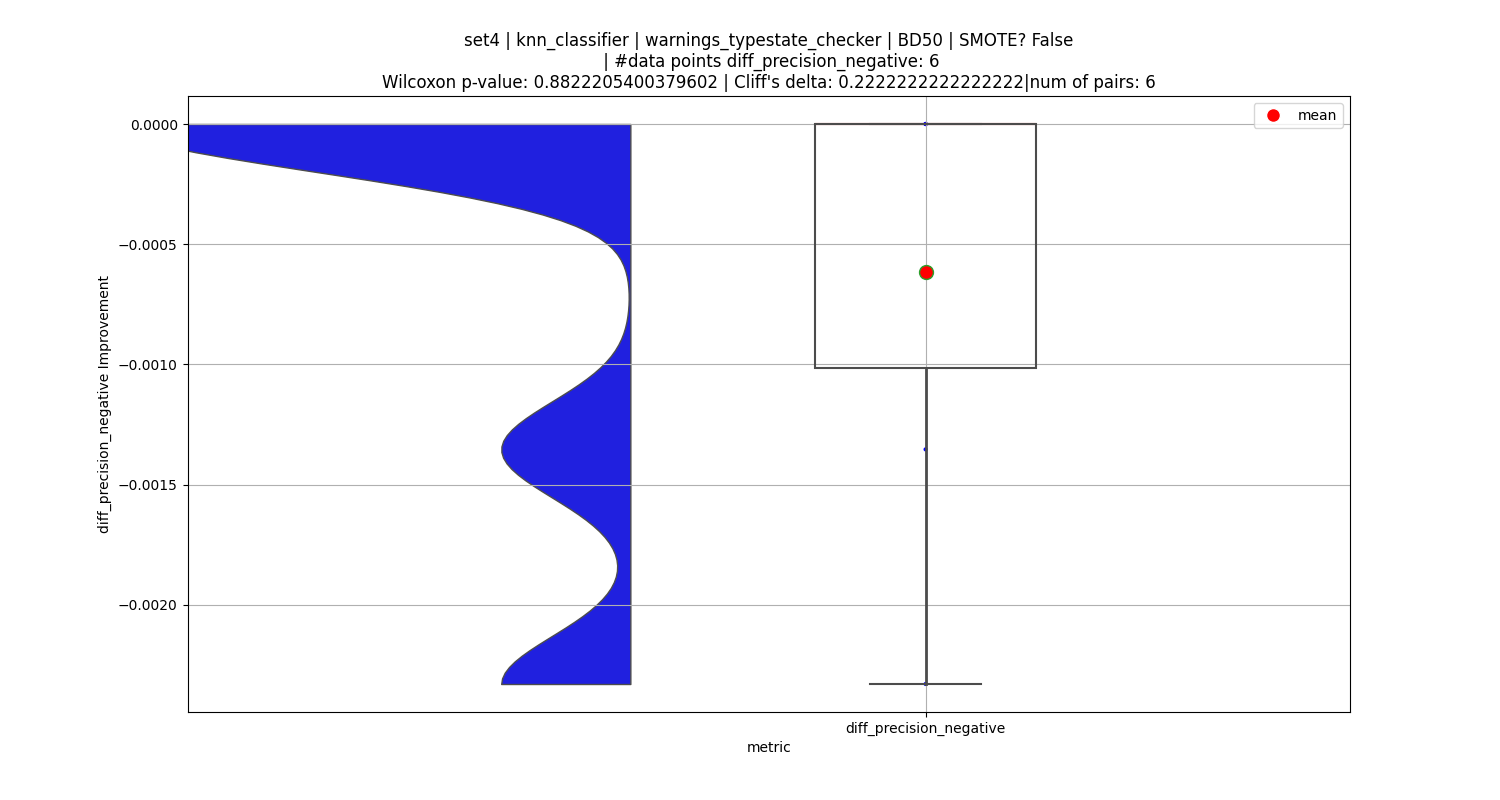 set4 | knn_classifier | warnings_typestate_checker | BD50 | SMOTE? False
| #data points diff_precision_negative: 6
Wilcoxon p-value: 0.8822205400379602 | Cliff's delta: 0.2222222222222222|num of pairs: 6
mean
0.0000
−0.0005
−0.0010
−0.0015
−0.0020
diff_precision_negative Improvement
diff_precision_negative
metric